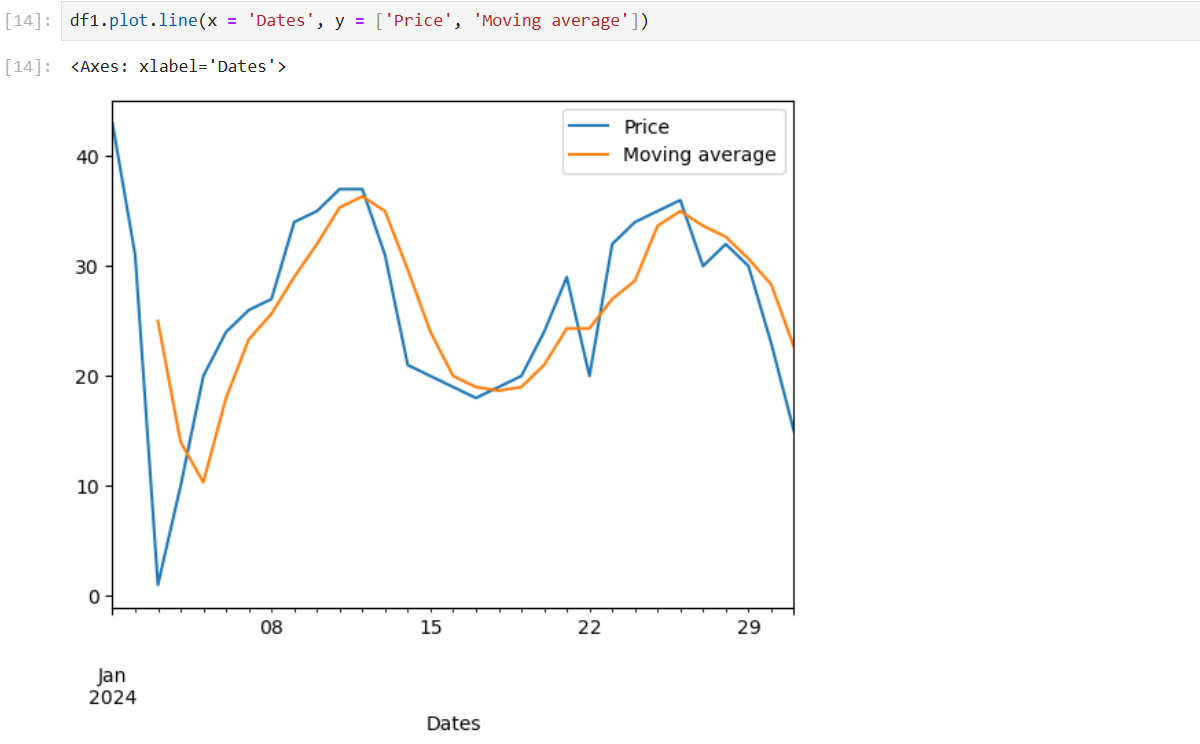 [14]: df1.plot.line(x = 'Dates', y = ['Price', 'Moving average'])
[14]: <Axes: xlabel='Dates'>
Price
Moving average
40
30
20
10
0
08 15 22 29
Jan
2024
Dates